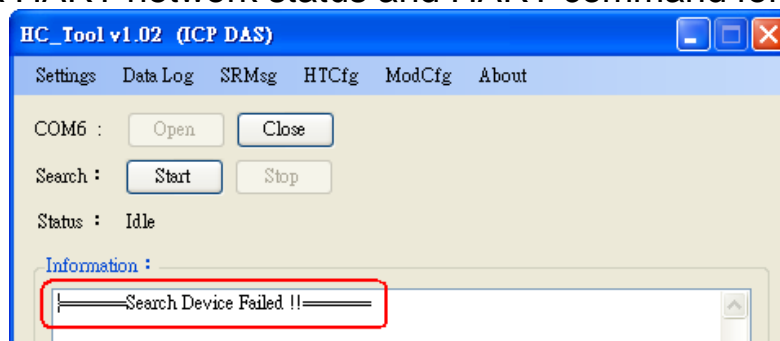 HART network status and HART command for
HC_Tool v1.02 (ICP DAS)
Settings Data Log SRMsg HTCfg ModCfg About
COM6 : Open Close
Search : Start Stop
Status : Idle
Information :
|═════Search Device Failed !!═════